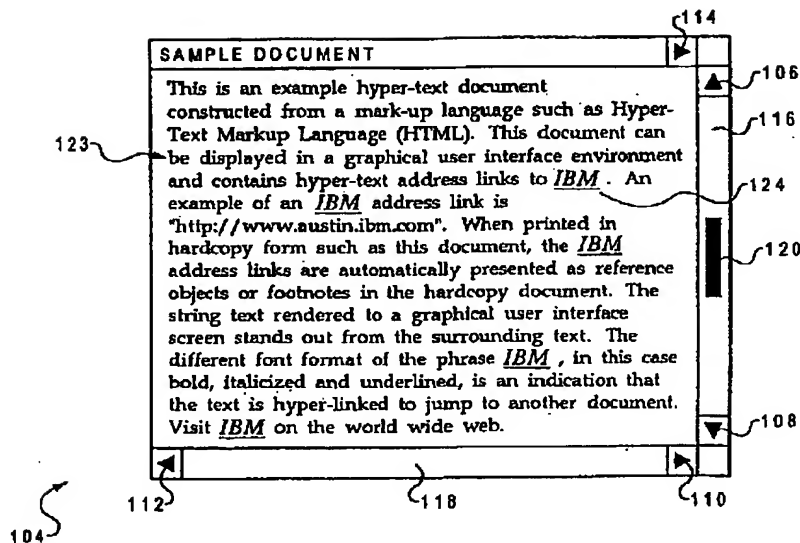 114
SAMPLE DOCUMENT
106
This is an example hyper-text document
constructed from a mark-up language such as Hyper-
116
Text Markup Language (HTML). This document can
123
be displayed in a graphical user interface environment
and contains hyper-text address links to IBM . An
124
example of an IBM address link is
"http://www.austin.ibm.com". When printed in
hardcopy form such as this document, the IBM
120
address links are automatically presented as reference
objects or footnotes in the hardcopy document. The
string text rendered to a graphical user interface
screen stands out from the surrounding text. The
different font format of the phrase IBM , in this case
bold, italicized and underlined, is an indication that
the text is hyper-linked to jump to another document.
Visit IBM on the world wide web.
108
112
118
110
104